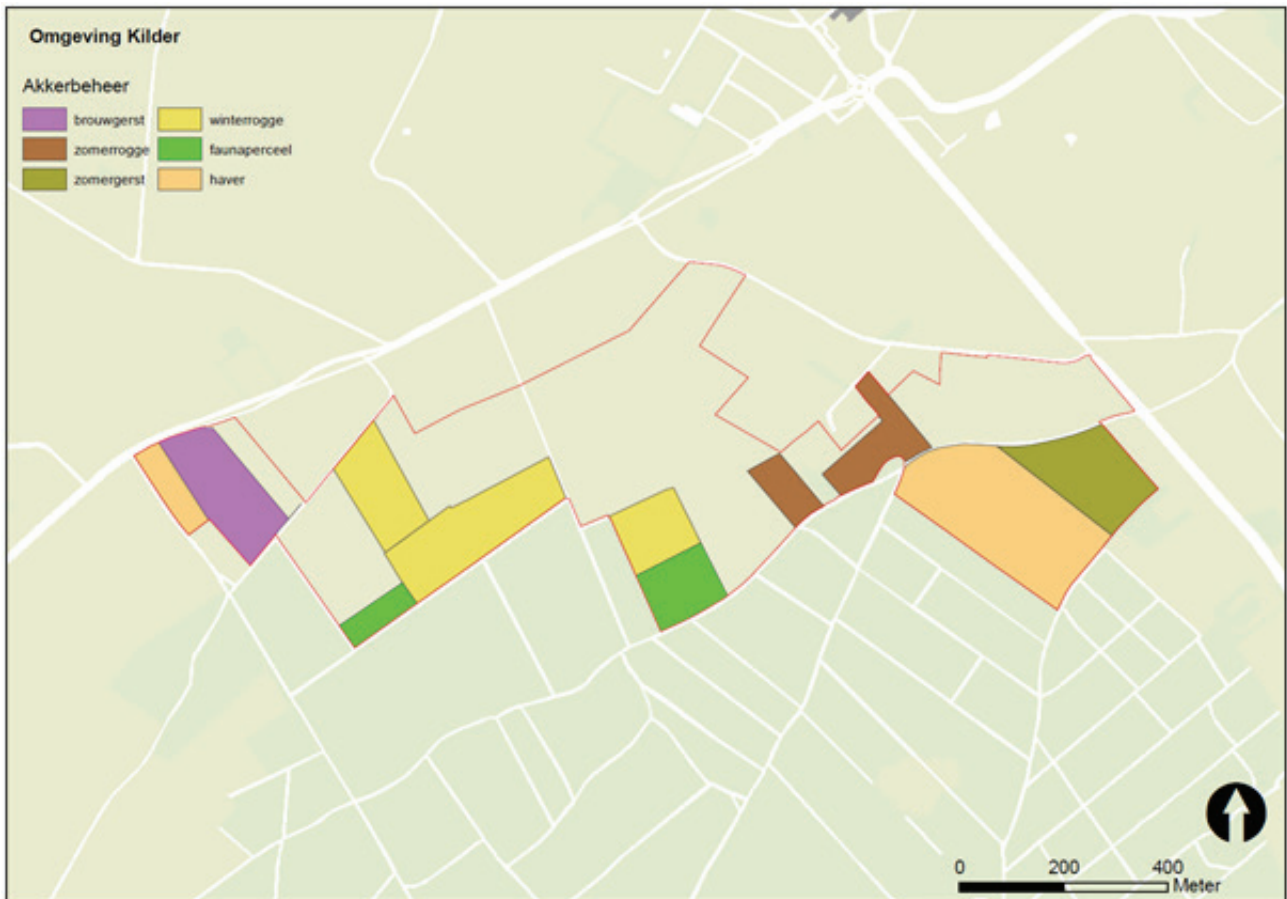 Omgeving Kilder
Akkerbeheer
brouwgerst winterrogge
zomerrogge faunaperceel
zomergerst haver
0 200 400
Meter